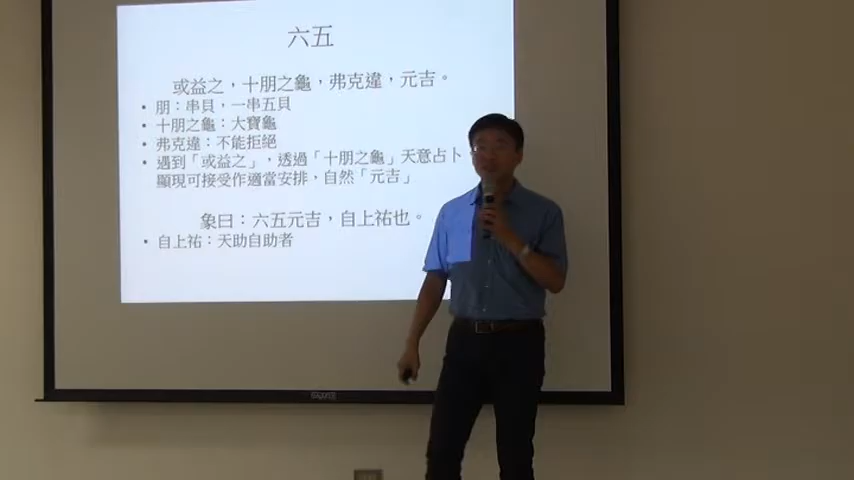 六五
或益之，十朋之龜，弗克違，元吉。
• 朋：串貝，一串五貝
• 十朋之龜：大寶龜
• 弗克違：不能拒絕
• 遇到「或益之」，透過「十朋之龜」天意占卜
顯現可接受作適當安排，自然「元吉」
象曰：六五元吉，自上祐也。
• 自上祐：天助自助者